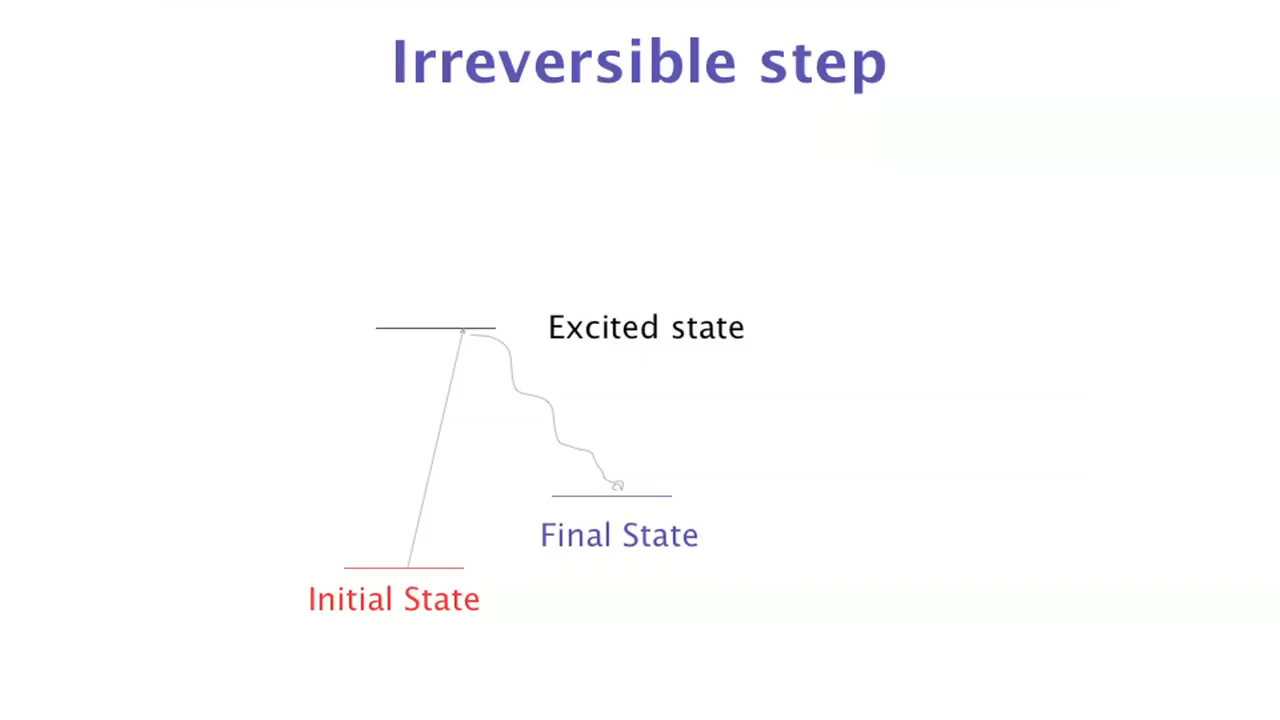 Irreversible step
Excited state
Final State
Initial State